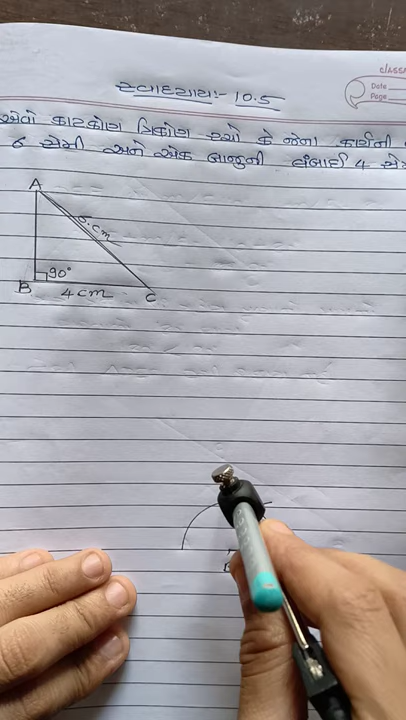 CLASS
Date
Page
સ્વાધ્યાય:- 10.5
એવો કાટકોણ ત્રિકોણ રચો કે જેના કર્ણની
6 સેમી અને એક બાજુની લંબાઈ 4 સે
A
6 cm
90°
B
4 cm
C
B